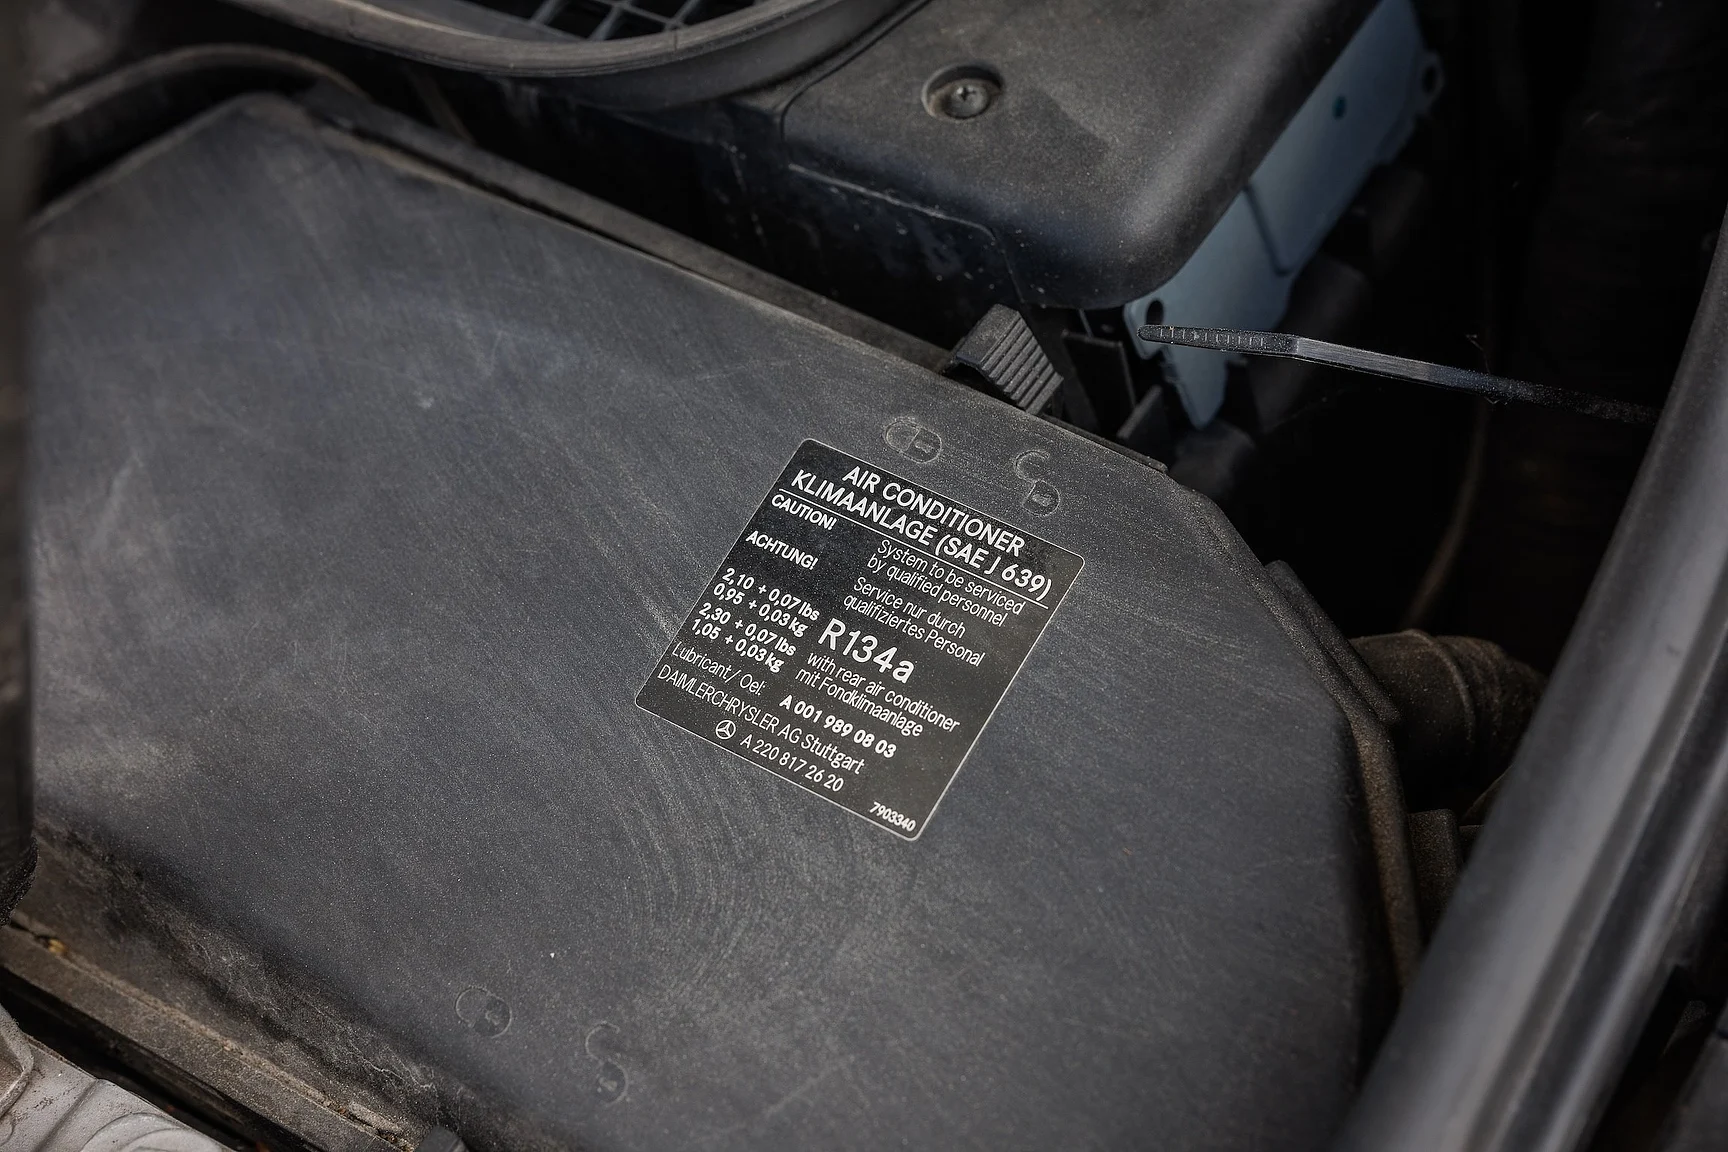 AIR CONDITIONER
KLIMAANLAGE (SAE J 639)
CAUTION! System to be serviced
by qualified personnel
ACHTUNG! Service nur durch
qualifiziertes Personal
2,10 + 0,07 lbs
0,95 + 0,03 kg R134a
2,30 + 0,07 lbs with rear air conditioner
1,05 + 0,03 kg mit Fondklimaanlage
Lubricant / Oel: A 001 989 08 03
DAIMLERCHRYSLER AG Stuttgart
A 220 817 26 20
7903340